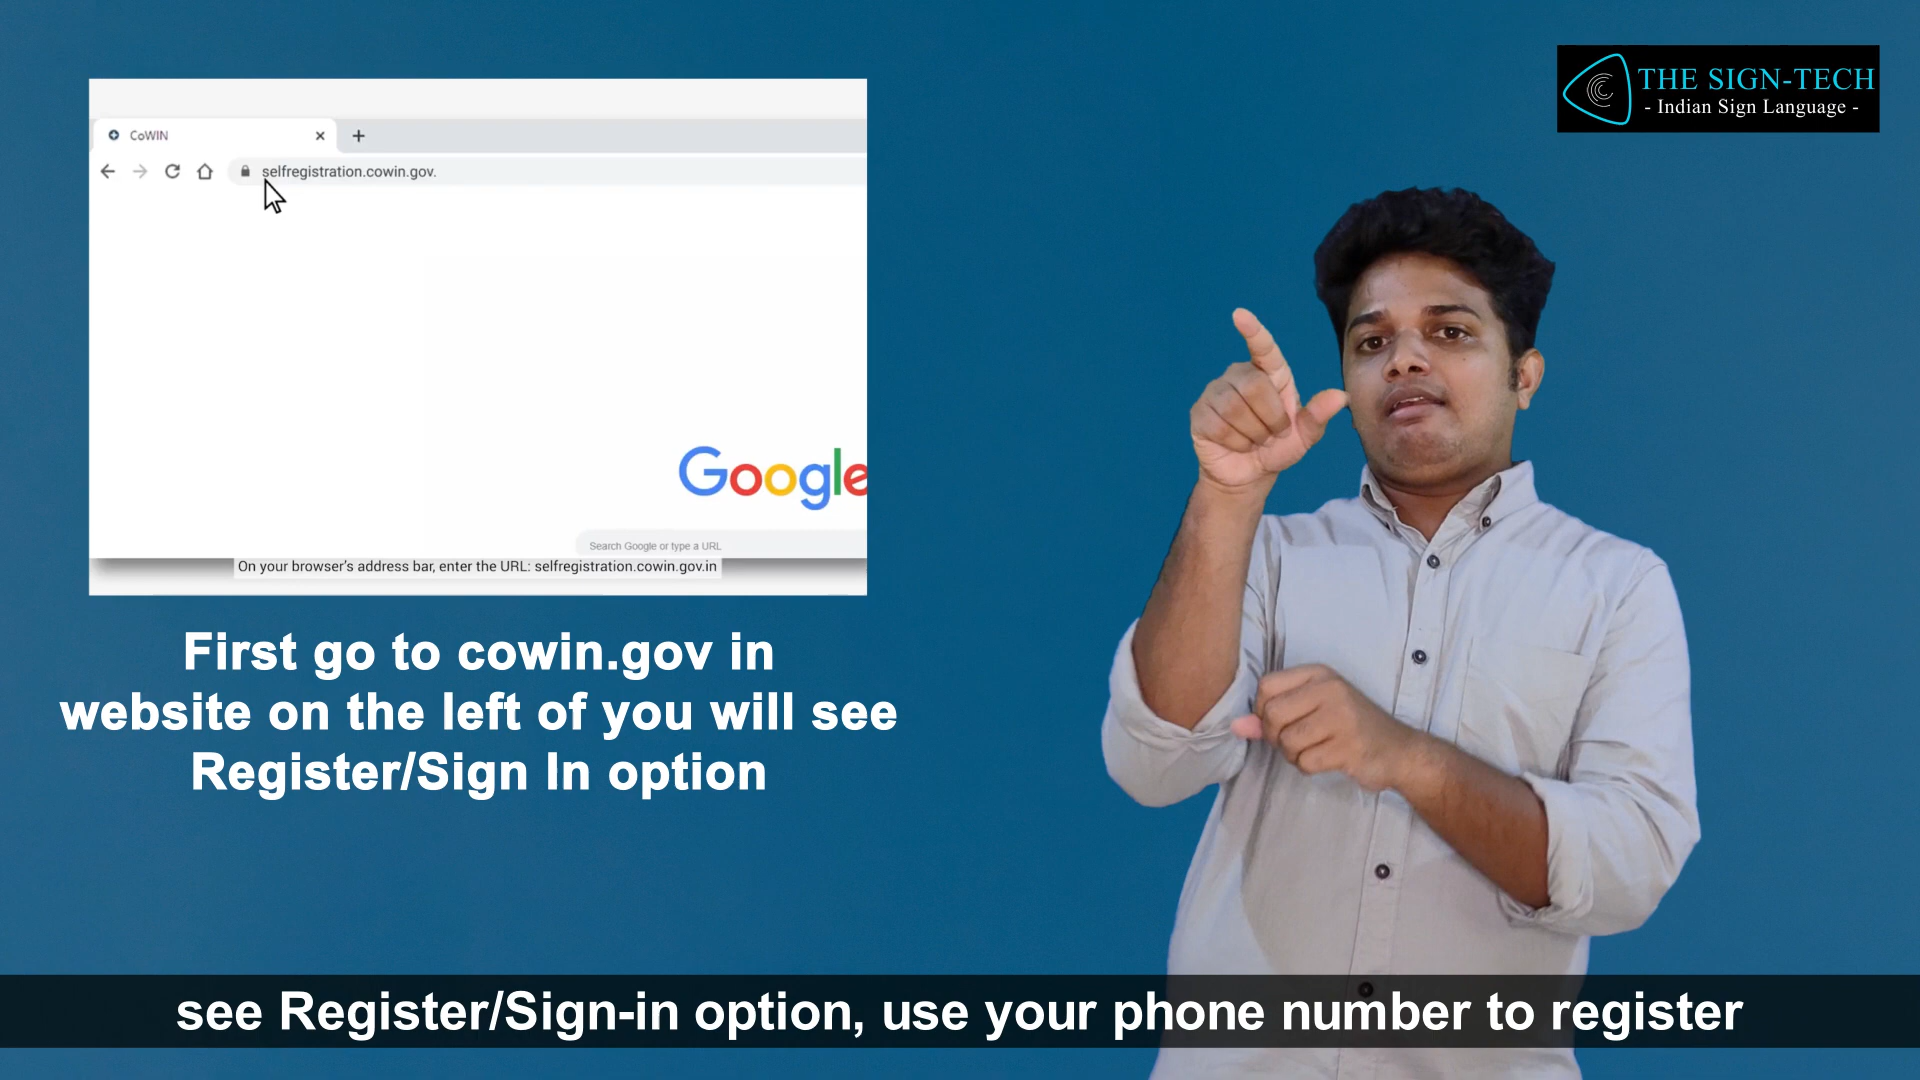 THE SIGN-TECH
- Indian Sign Language -
CoWIN
selfregistration.cowin.gov.
Google
Search Google or type a URL
On your browser's address bar, enter the URL: selfregistration.cowin.gov.in
First go to cowin.gov in
website on the left of you will see
Register/Sign In option
see Register/Sign-in option, use your phone number to register